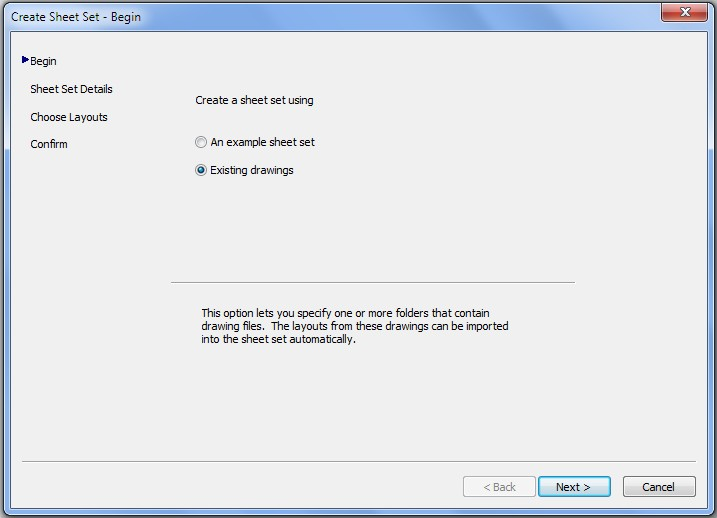 Create Sheet Set - Begin
Begin
Sheet Set Details
Choose Layouts
Confirm
Create a sheet set using
An example sheet set
Existing drawings
This option lets you specify one or more folders that contain
drawing files.  The layouts from these drawings can be imported
into the sheet set automatically.
< Back
Next >
Cancel